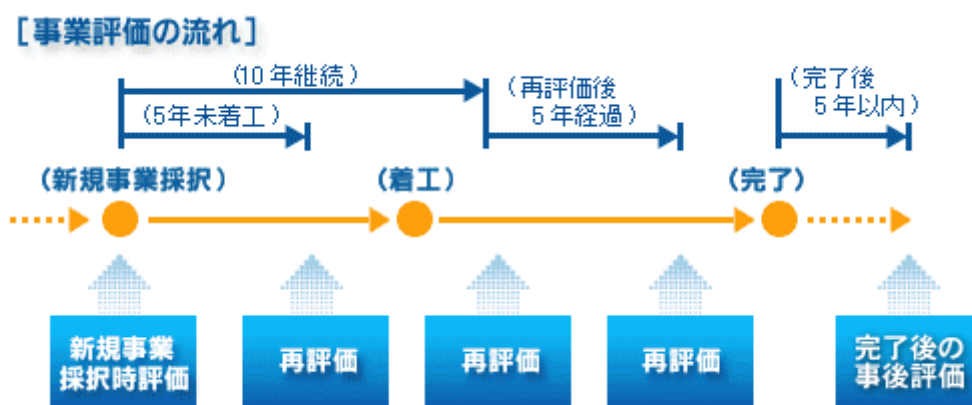 [事業評価の流れ]
(10年継続)
(5年未着工)
(再評価後
5年経過)
(完了後
5年以内)
(新規事業採択)
(着工)
(完了)
新規事業
採択時評価
再評価
再評価
再評価
完了後の
事後評価